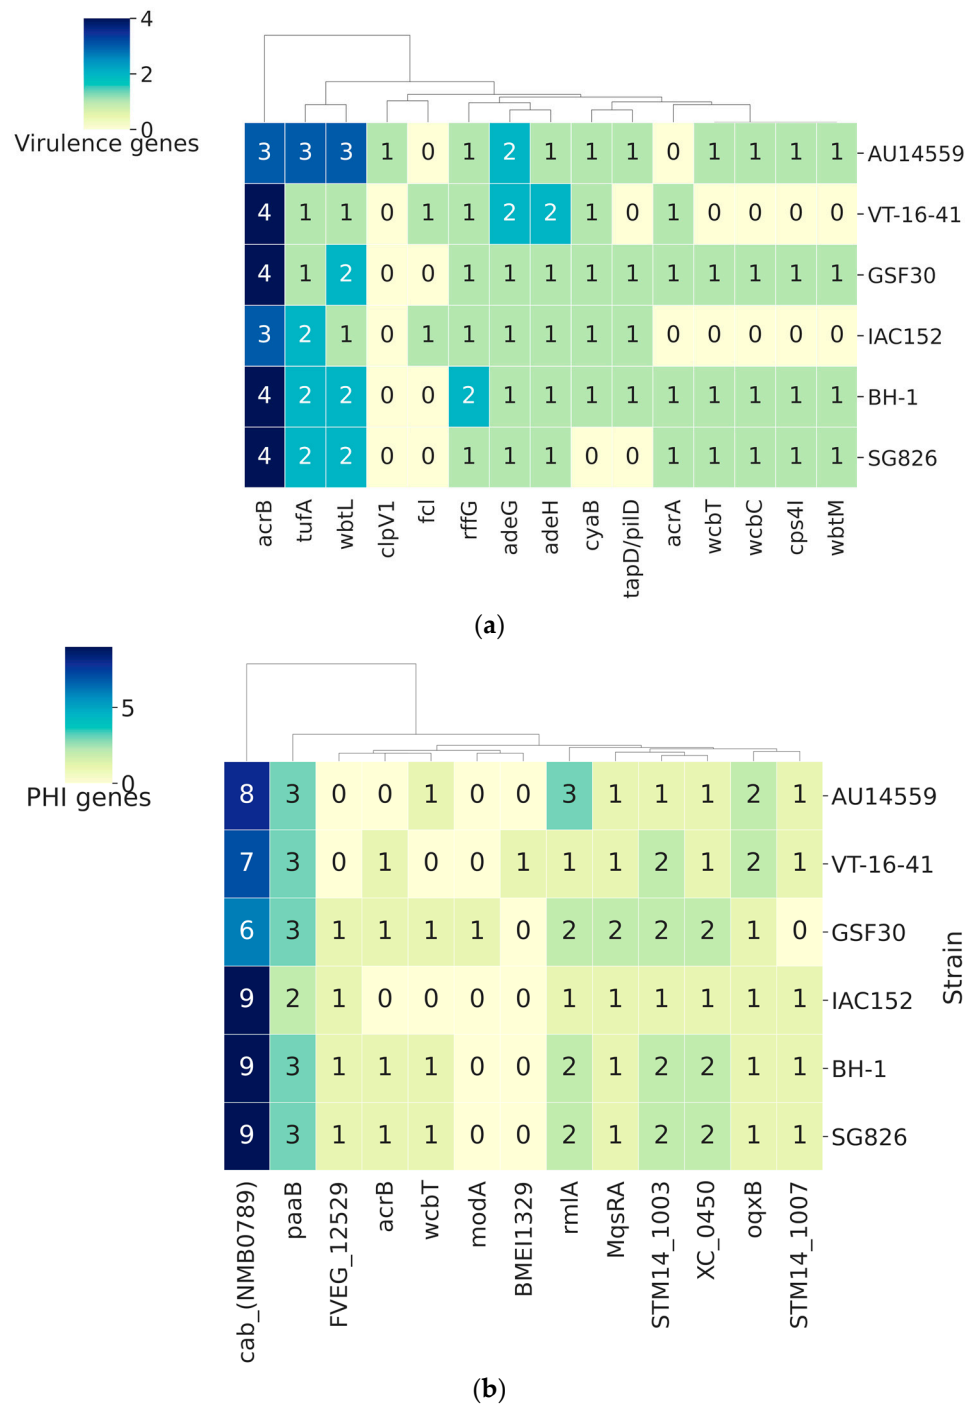 4
2
0
Virulence genes
3 3 3 1 0 1 2 1 1 1 0 1 1 1 1 AU14559
4 1 1 0 1 1 2 2 1 0 1 0 0 0 0 VT-16-41
4 1 2 0 0 1 1 1 1 1 1 1 1 1 1 GSF30
3 2 1 0 1 1 1 1 1 1 0 0 0 0 0 IAC152
4 2 2 0 0 2 1 1 1 1 1 1 1 1 1 BH-1
4 2 2 0 0 1 1 1 0 0 1 1 1 1 1 SG826
acrB tufA wbtL clpV1 fcl rffG adeG adeH cyaB tapD/pilD acrA wcbT wcbC cps4I wbtM
(a)
5
0
PHI genes
8 3 0 0 1 0 0 3 1 1 1 2 1 AU14559
7 3 0 1 0 0 1 1 1 2 1 2 1 VT-16-41
6 3 1 1 1 1 0 2 2 2 2 1 0 GSF30
9 2 1 0 0 0 0 1 1 1 1 1 1 IAC152
9 3 1 1 1 0 0 2 1 2 2 1 1 BH-1
9 3 1 1 1 0 0 2 1 2 2 1 1 SG826
Strain
cab_(NMB0789) paaB FVEG_12529 acrB wcbT modA BMEI1329 rmlA MqsRA STM14_1003 XC_0450 oqxB STM14_1007
(b)